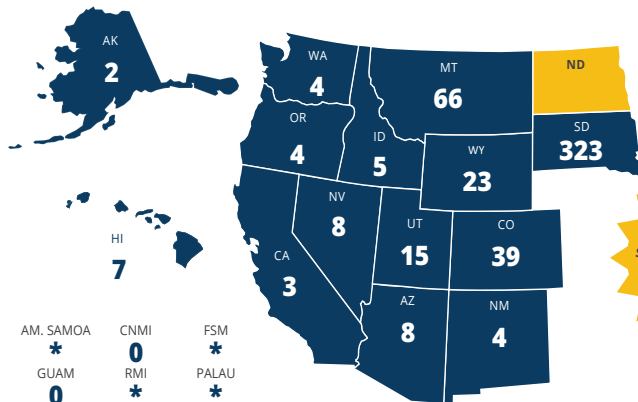 AK
2
WA
4
MT
66
ND
OR
4
ID
5
SD
323
WY
23
NV
8
UT
15
CO
39
HI
7
CA
3
AZ
8
NM
4
AM. SAMOA CNMI FSM
* 0 *
GUAM RMI PALAU
0 * *